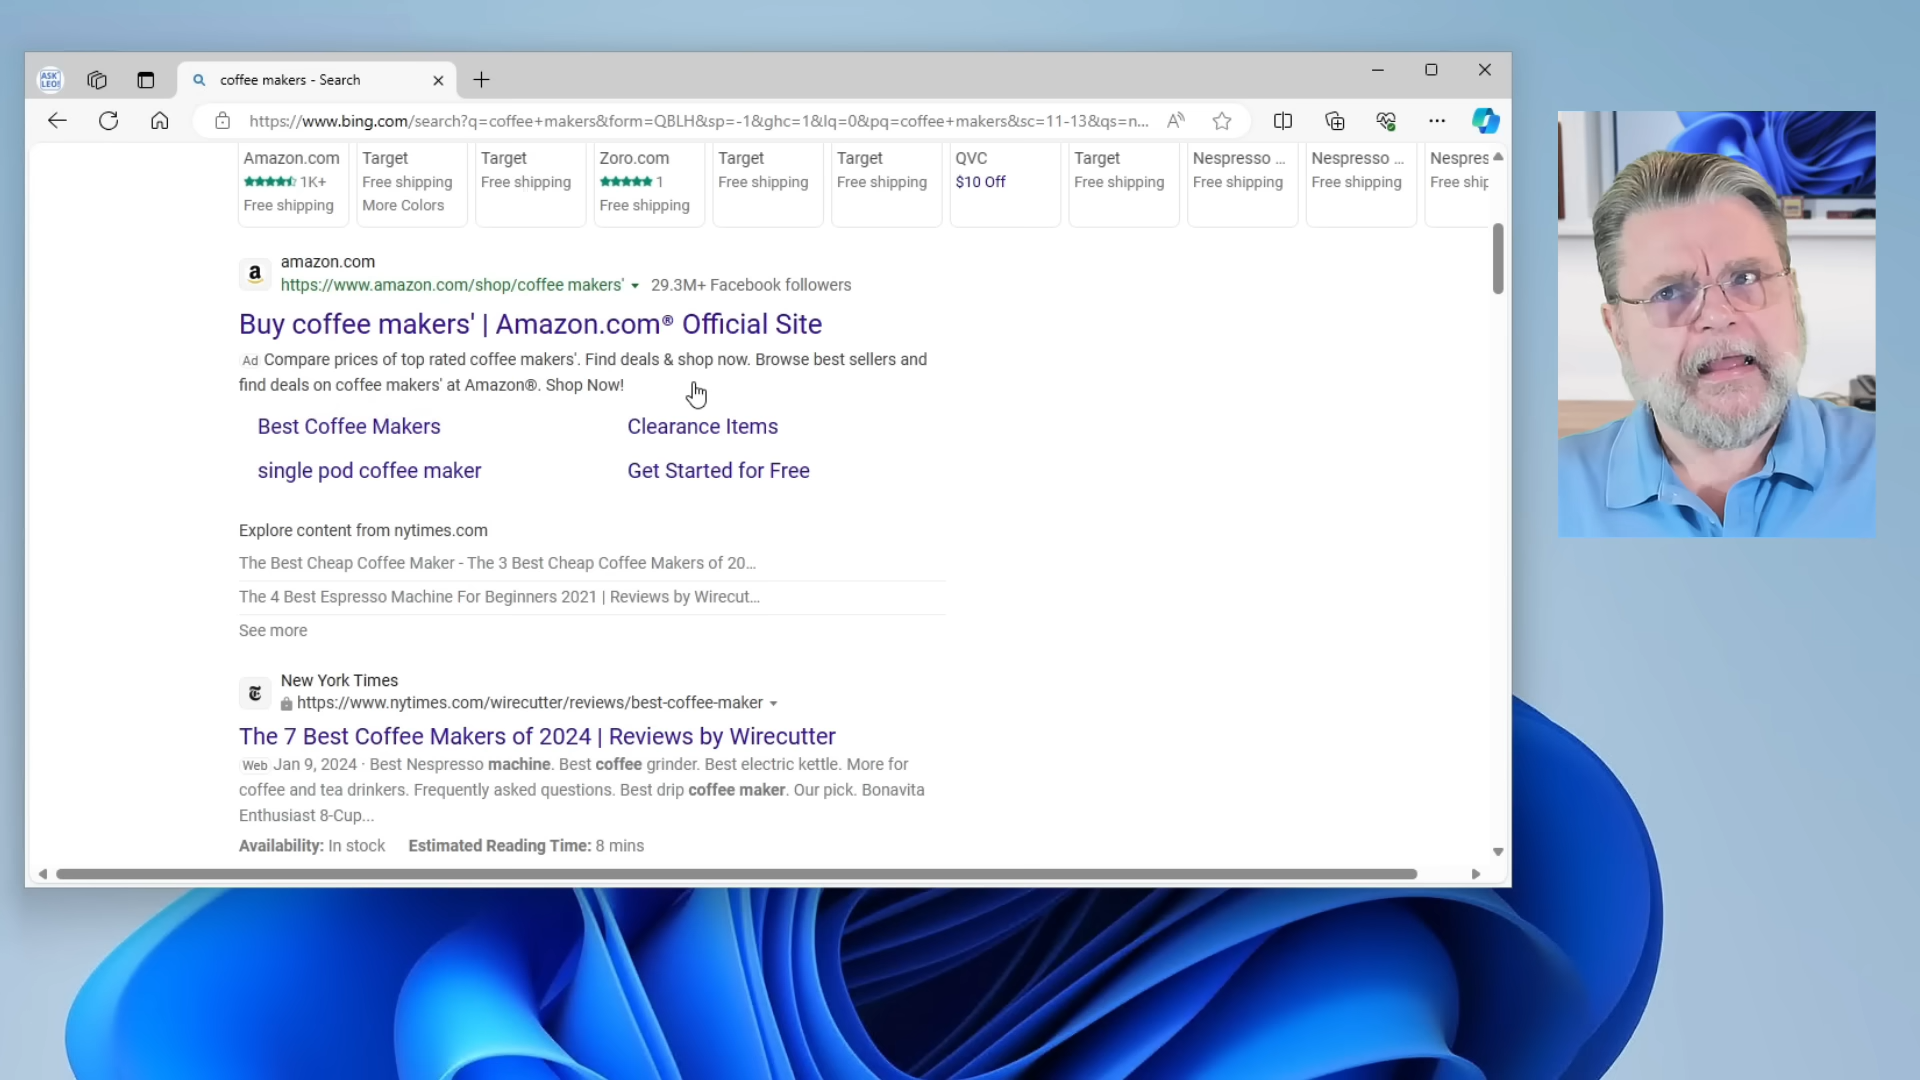 ASK LEO!
coffee makers - Search
https://www.bing.com/search?q=coffee+makers&form=QBLH&sp=-1&ghc=1&lq=0&pq=coffee+makers&sc=11-13&qs=n...
Amazon.com
1K+
Free shipping
Target
Free shipping
More Colors
Target
Free shipping
Zoro.com
1
Free shipping
Target
Free shipping
Target
Free shipping
QVC
$10 Off
Target
Free shipping
Nespresso ...
Free shipping
Nespresso ...
Free shipping
Nespres
Free ship
amazon.com
https://www.amazon.com/shop/coffee makers' 29.3M+ Facebook followers
Buy coffee makers' | Amazon.com® Official Site
Ad Compare prices of top rated coffee makers'. Find deals & shop now. Browse best sellers and
find deals on coffee makers' at Amazon®. Shop Now!
Best Coffee Makers
Clearance Items
single pod coffee maker
Get Started for Free
Explore content from nytimes.com
The Best Cheap Coffee Maker - The 3 Best Cheap Coffee Makers of 20...
The 4 Best Espresso Machine For Beginners 2021 | Reviews by Wirecut...
See more
New York Times
https://www.nytimes.com/wirecutter/reviews/best-coffee-maker
The 7 Best Coffee Makers of 2024 | Reviews by Wirecutter
Web Jan 9, 2024 · Best Nespresso machine. Best coffee grinder. Best electric kettle. More for
coffee and tea drinkers. Frequently asked questions. Best drip coffee maker. Our pick. Bonavita
Enthusiast 8-Cup...
Availability: In stock Estimated Reading Time: 8 mins